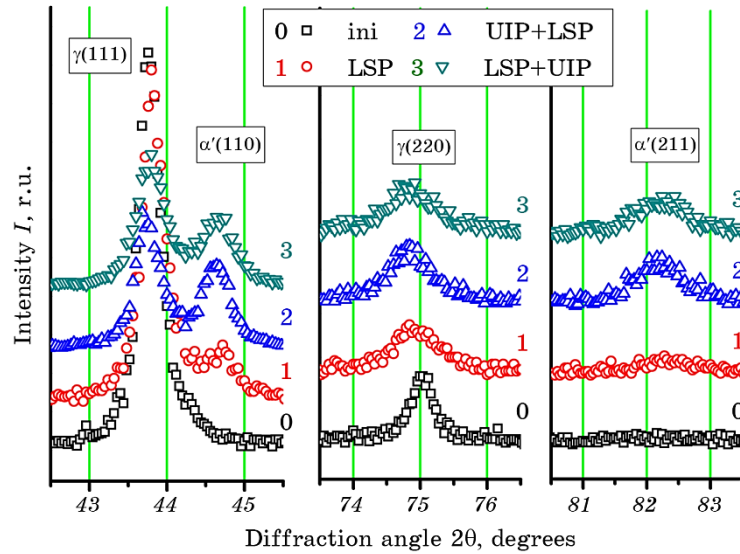 0 ini 2 UIP+LSP
1 LSP 3 LSP+UIP
γ(111)
α′(110)
γ(220)
α′(211)
3
2
1
0
3
2
1
0
3
2
1
0
Intensity I, r.u.
43 44 45 74 75 76 81 82 83
Diffraction angle 2θ, degrees